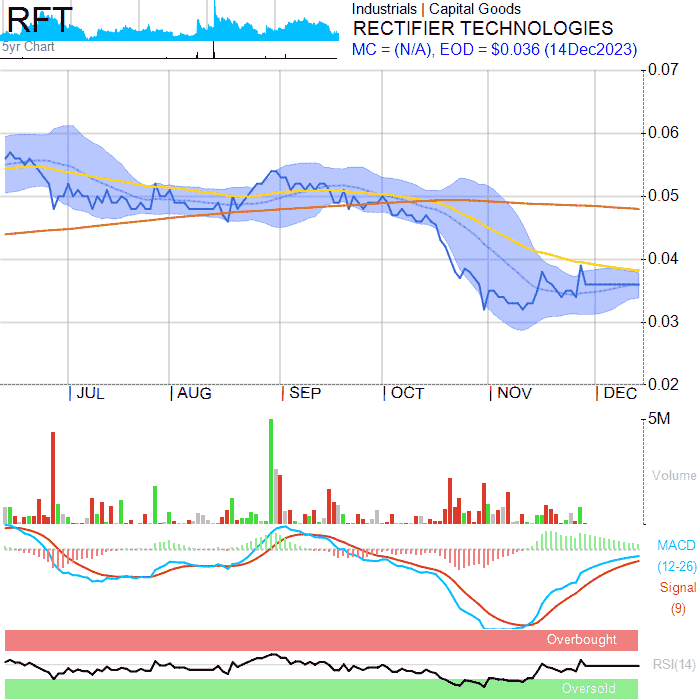 RFT
5yr Chart
Industrials | Capital Goods
RECTIFIER TECHNOLOGIES
MC = (N/A), EOD = $0.036 (14Dec2023)
0.07
0.06
0.05
0.04
0.03
0.02
JUL AUG SEP OCT NOV DEC
5M
Volume
MACD
(12-26)
Signal
(9)
Overbought
RSI(14)
Oversold